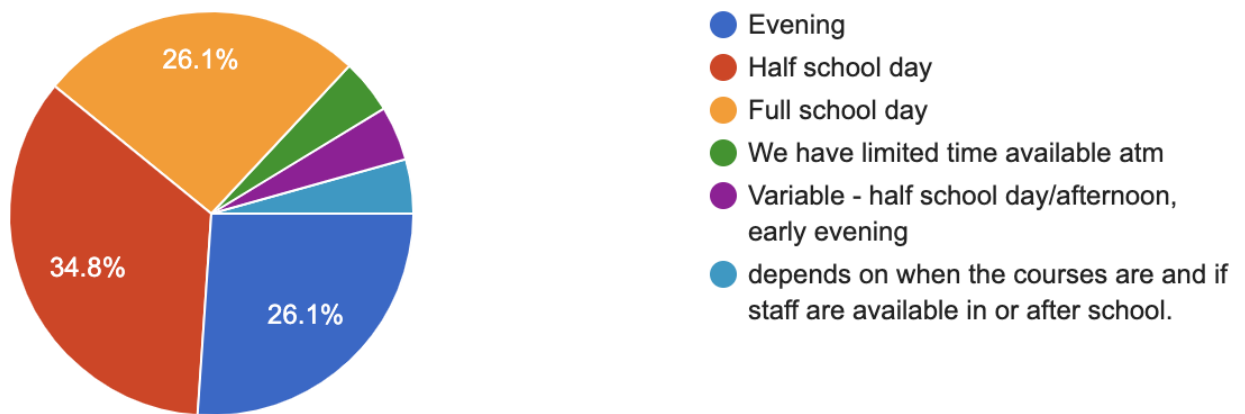 26.1%
34.8%
26.1%
Evening
Half school day
Full school day
We have limited time available atm
Variable - half school day/afternoon,
early evening
depends on when the courses are and if
staff are available in or after school.